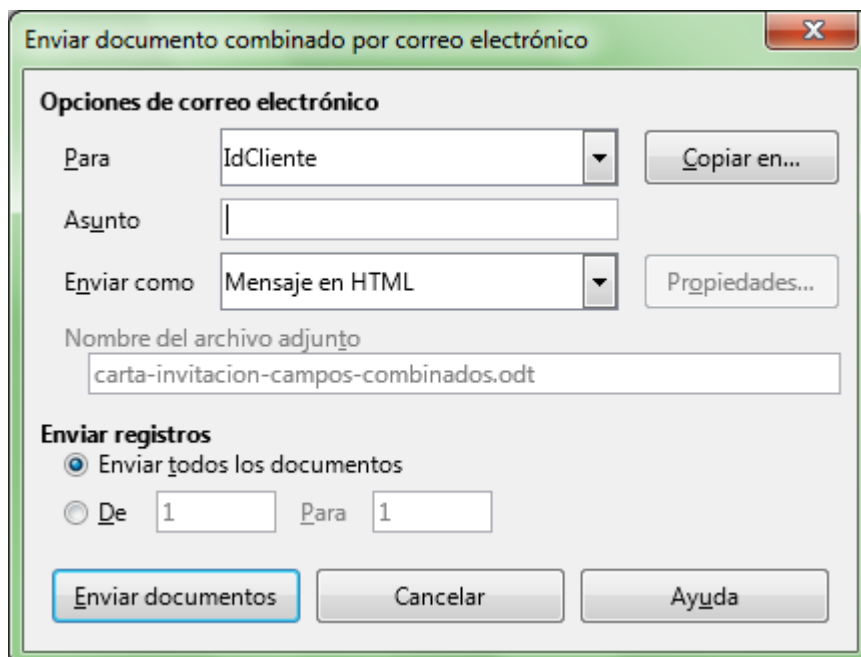 Enviar documento combinado por correo electrónico
Opciones de correo electrónico
Para IdCliente Copiar en...
Asunto
Enviar como Mensaje en HTML Propiedades...
Nombre del archivo adjunto
carta-invitacion-campos-combinados.odt
Enviar registros
Enviar todos los documentos
De 1 Para 1
Enviar documentos Cancelar Ayuda